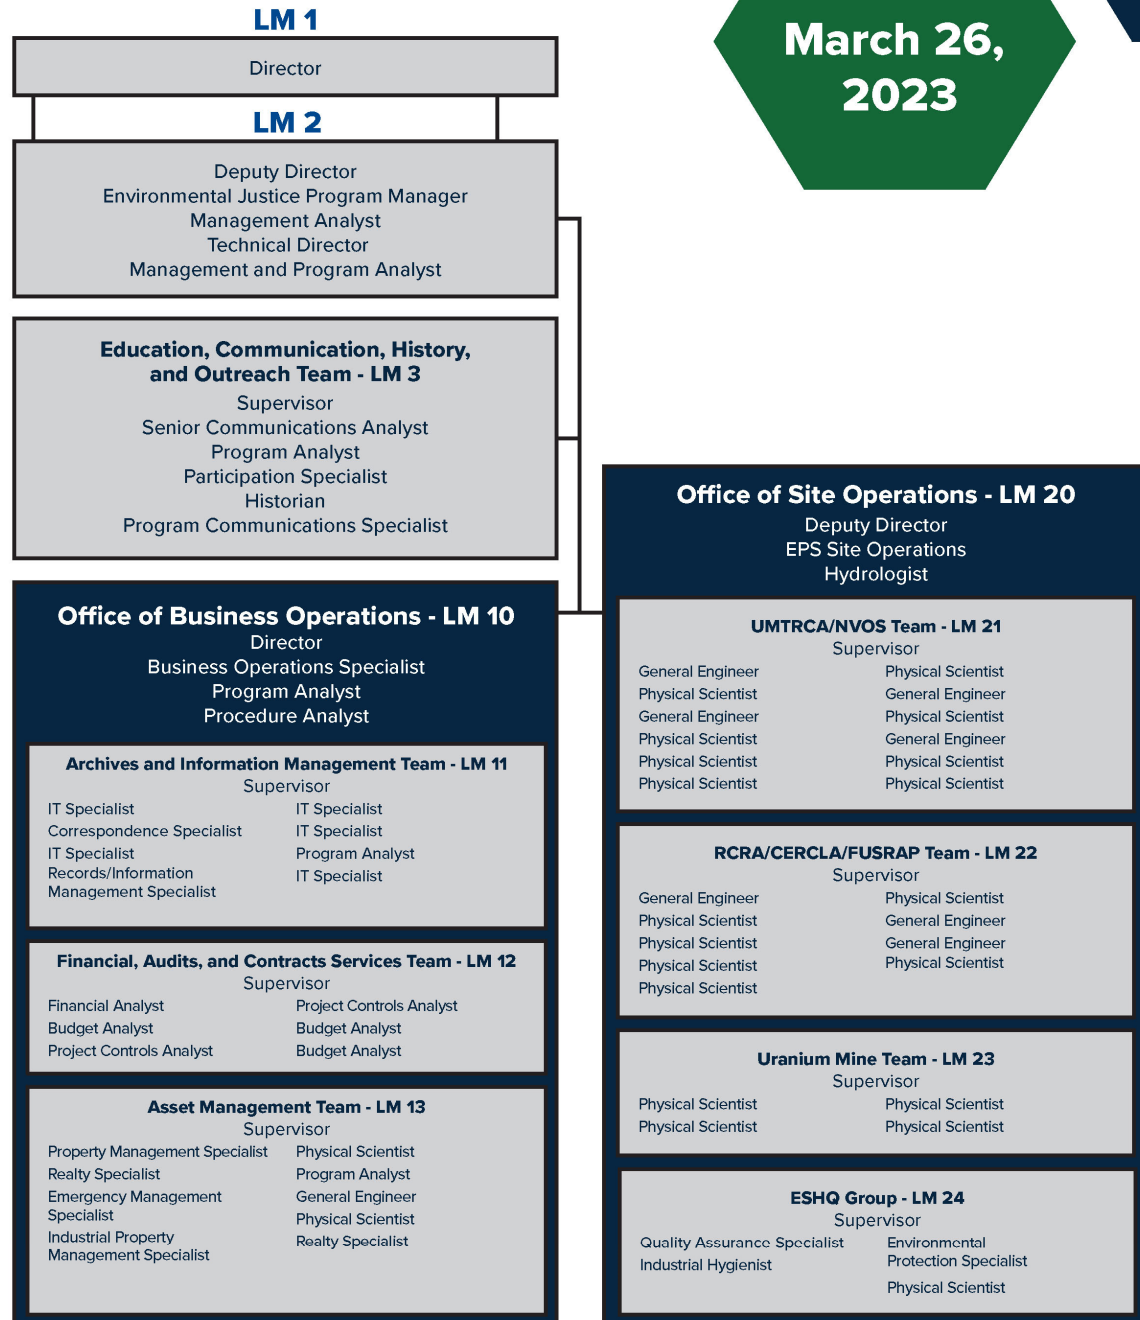 LM 1
Director
March 26,
2023
LM 2
Deputy Director
Environmental Justice Program Manager
Management Analyst
Technical Director
Management and Program Analyst
Education, Communication, History,
and Outreach Team - LM 3
Supervisor
Senior Communications Analyst
Program Analyst
Participation Specialist
Historian
Program Communications Specialist
Office of Business Operations - LM 10
Director
Business Operations Specialist
Program Analyst
Procedure Analyst
Archives and Information Management Team - LM 11
Supervisor
IT Specialist
Correspondence Specialist
IT Specialist
Records/Information
Management Specialist
IT Specialist
IT Specialist
Program Analyst
IT Specialist
Financial, Audits, and Contracts Services Team - LM 12
Supervisor
Financial Analyst
Budget Analyst
Project Controls Analyst
Project Controls Analyst
Budget Analyst
Budget Analyst
Asset Management Team - LM 13
Supervisor
Property Management Specialist
Realty Specialist
Emergency Management
Specialist
Industrial Property
Management Specialist
Physical Scientist
Program Analyst
General Engineer
Physical Scientist
Realty Specialist
Office of Site Operations - LM 20
Deputy Director
EPS Site Operations
Hydrologist
UMTRCA/NVOS Team - LM 21
Supervisor
General Engineer
Physical Scientist
General Engineer
Physical Scientist
Physical Scientist
Physical Scientist
Physical Scientist
General Engineer
Physical Scientist
General Engineer
Physical Scientist
Physical Scientist
RCRA/CERCLA/FUSRAP Team - LM 22
Supervisor
General Engineer
Physical Scientist
Physical Scientist
Physical Scientist
Physical Scientist
Physical Scientist
General Engineer
General Engineer
Physical Scientist
Uranium Mine Team - LM 23
Supervisor
Physical Scientist
Physical Scientist
Physical Scientist
Physical Scientist
ESHQ Group - LM 24
Supervisor
Quality Assurance Specialist
Industrial Hygienist
Environmental
Protection Specialist
Physical Scientist